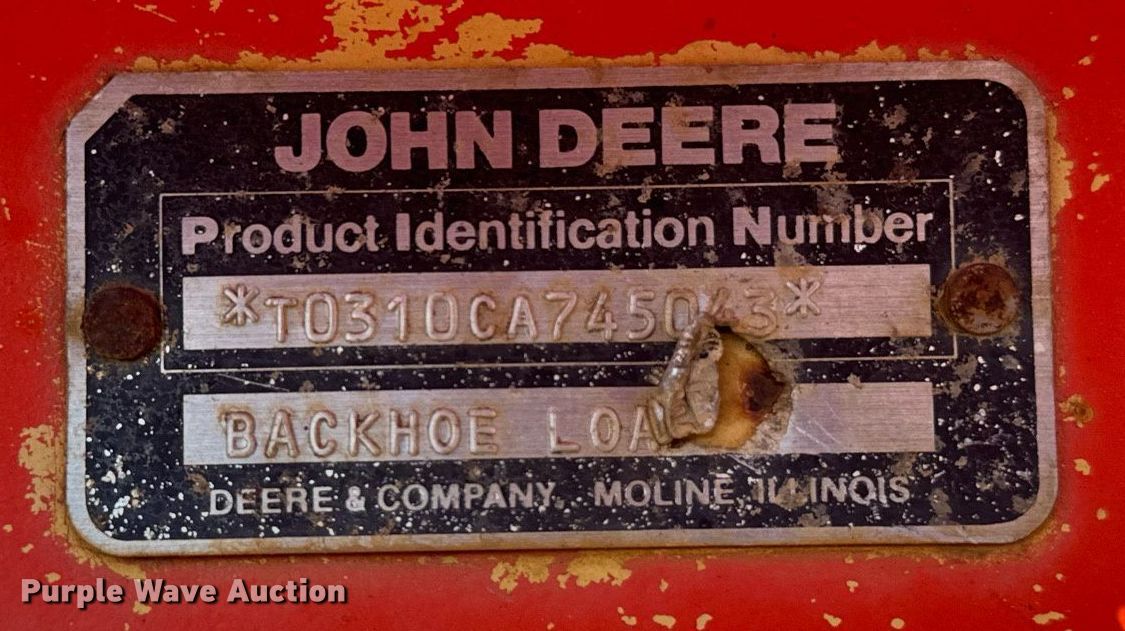 JOHN DEERE
Product Identification Number
*T0310CA745043*
BACKHOE LOA
DEERE & COMPANY, MOLINE, ILLINOIS
Purple Wave Auction